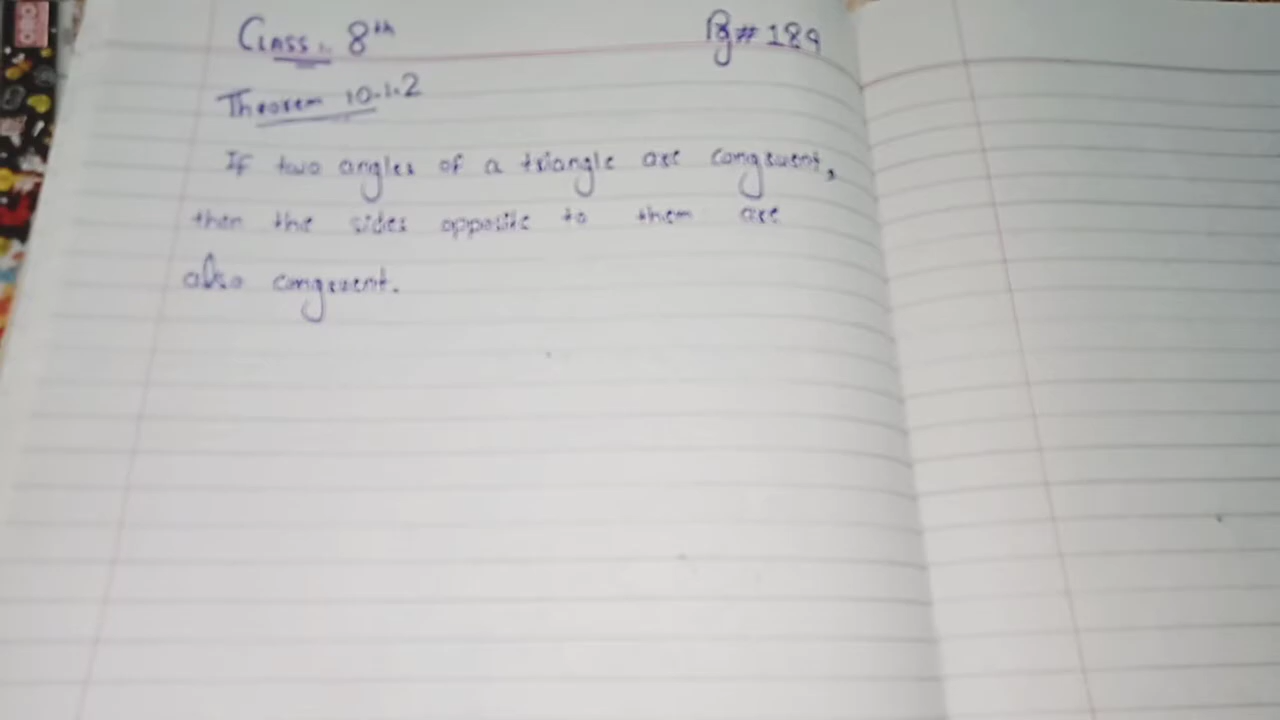 Class. 8th Pg# 189
Theorem 10.1.2
If two angles of a triangle are congruent,
then the sides opposite to them are
also congruent.